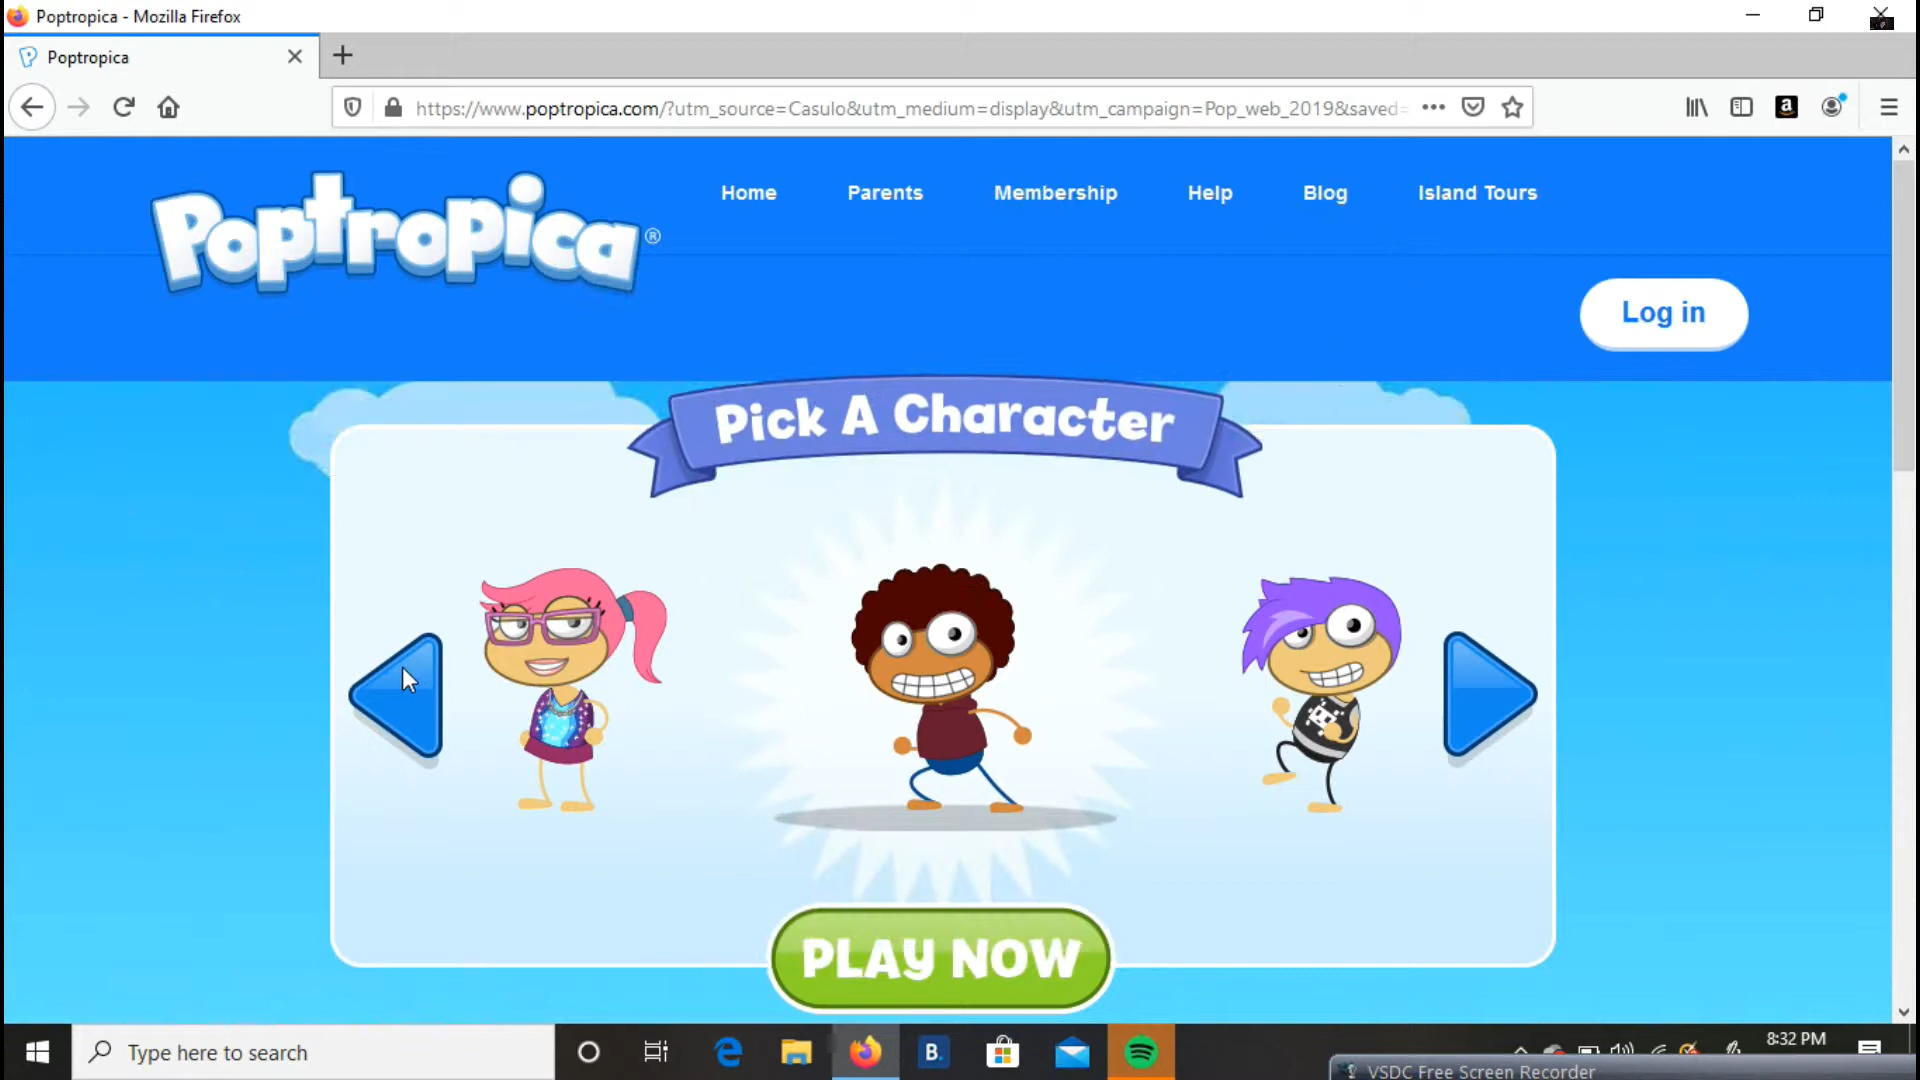 Poptropica - Mozilla Firefox
Poptropica
https://www.poptropica.com/?utm_source=Casulo&utm_medium=display&utm_campaign=Pop_web_2019&saved=
Poptropica®
Home Parents Membership Help Blog Island Tours
Log in
Pick A Character
PLAY NOW
Type here to search
B.
8:32 PM
VSDC Free Screen Recorder